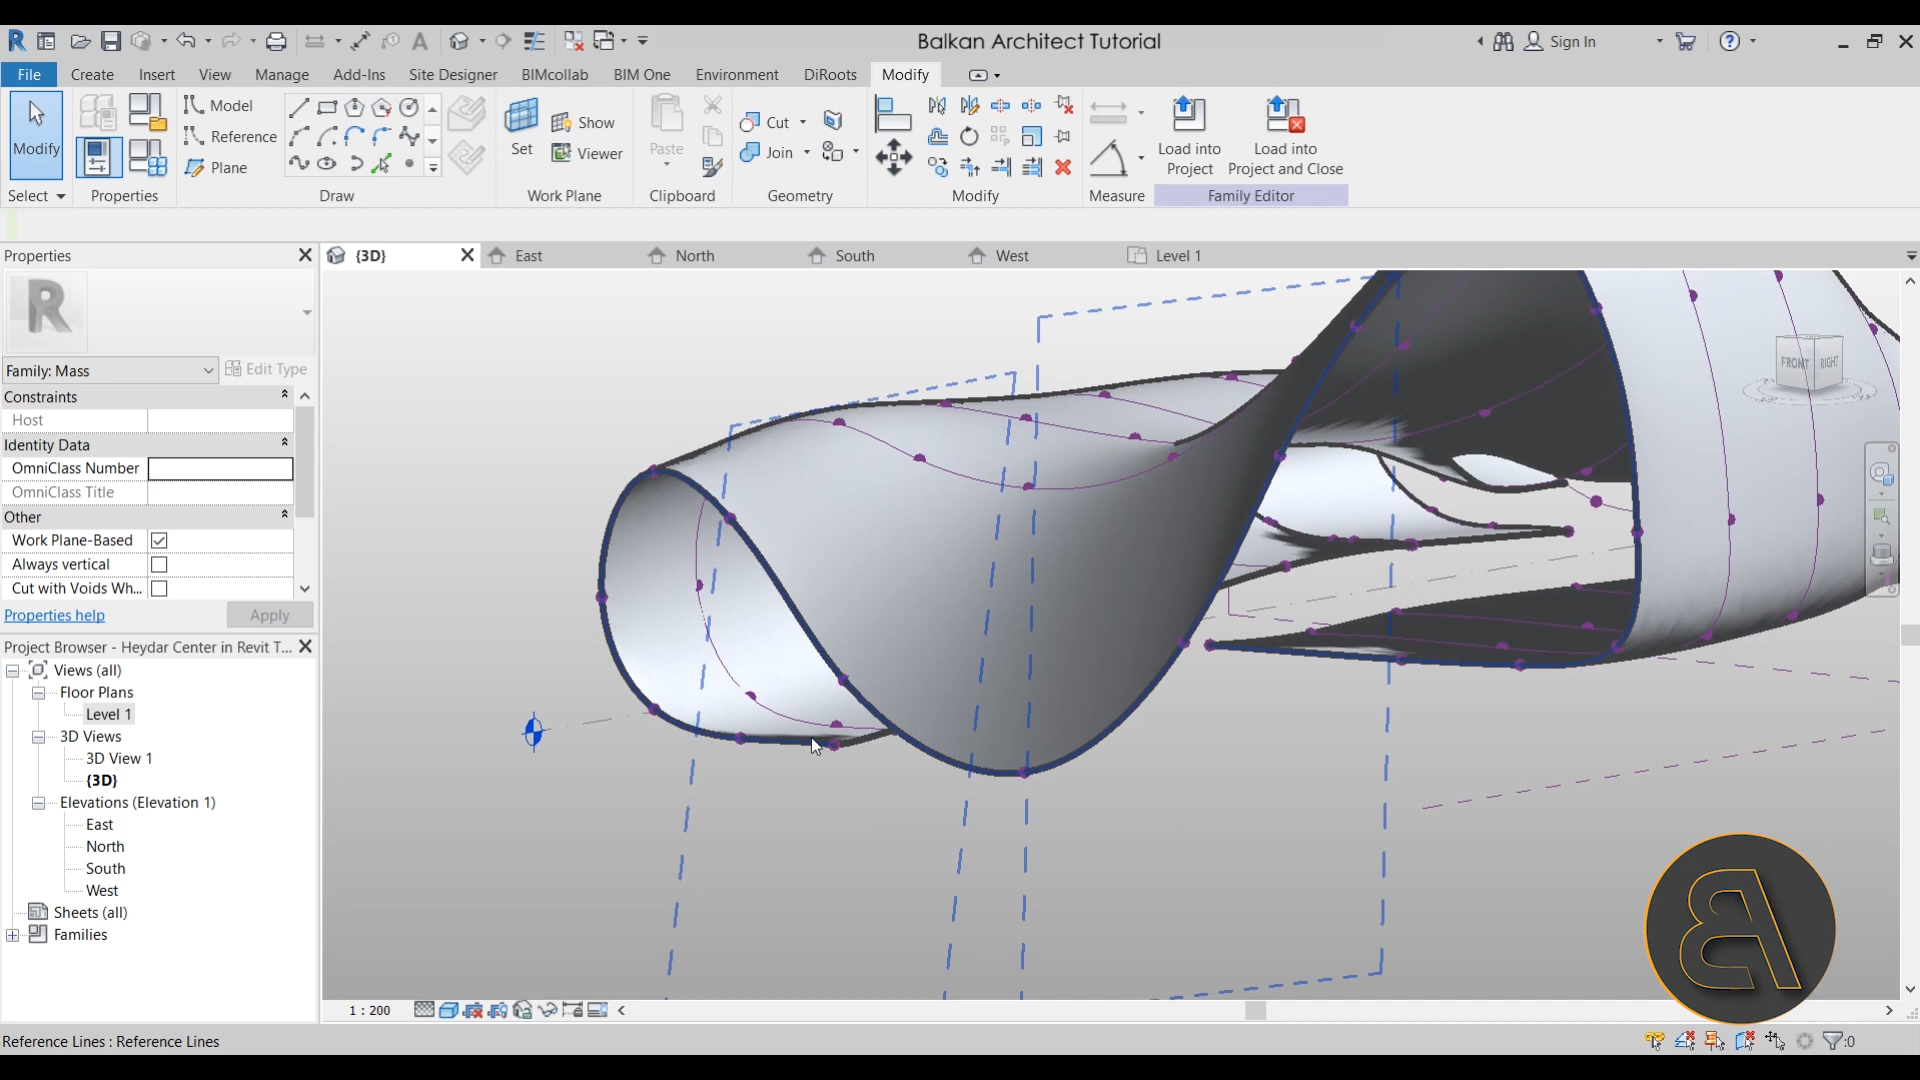 Balkan Architect Tutorial
Sign In
File Create Insert View Manage Add-Ins Site Designer BIMcollab BIM One Environment DiRoots Modify
Modify
Model
Reference
Plane
Set
Show
Viewer
Paste
Cut
Join
Load into
Project
Load into
Project and Close
Select Properties Draw Work Plane Clipboard Geometry Modify Measure Family Editor
Properties
{3D} East North South West Level 1
R
Family: Mass Edit Type
Constraints
Host
Identity Data
OmniClass Number
OmniClass Title
Other
Work Plane-Based
Always vertical
Cut with Voids Wh...
Properties help Apply
Project Browser - Heydar Center in Revit T...
Views (all)
Floor Plans
Level 1
3D Views
3D View 1
{3D}
Elevations (Elevation 1)
East
North
South
West
Sheets (all)
Families
FRONT RIGHT
1 : 200
Reference Lines : Reference Lines
:0